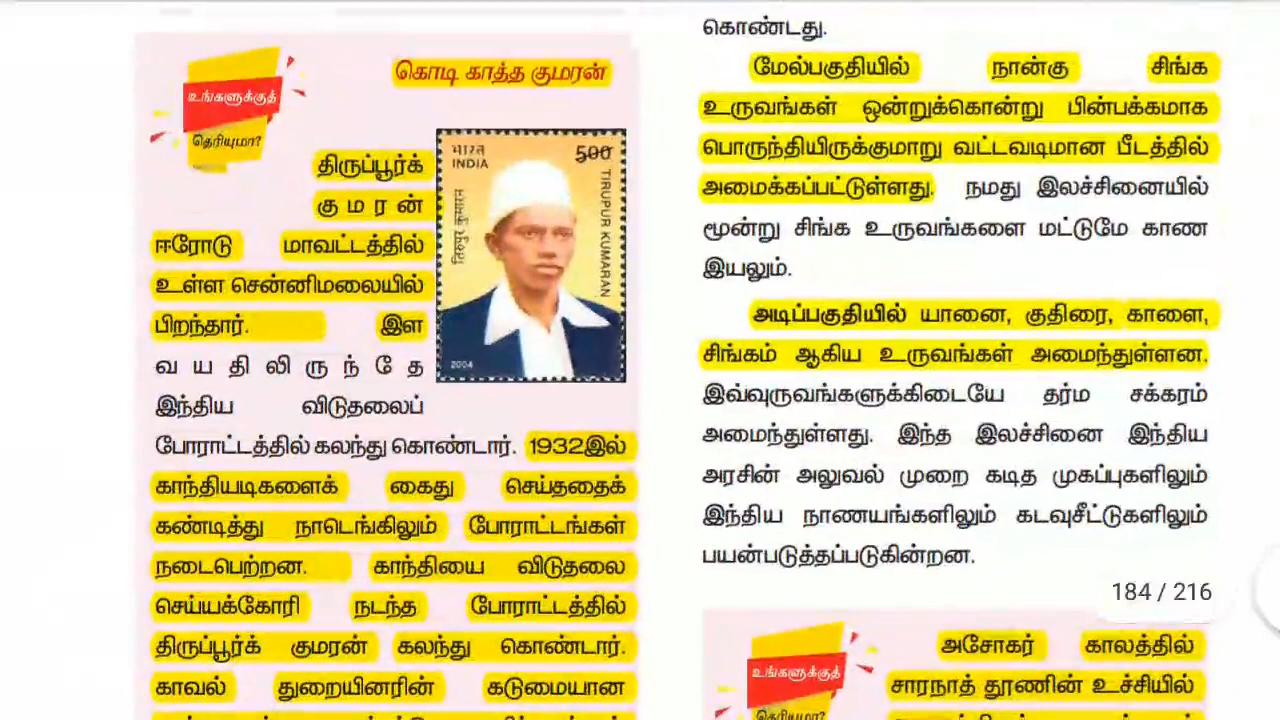 கொடி காத்த குமரன்
உங்களுக்குத்
தெரியுமா?
திருப்பூர்க்
கு ம ர ன்
ஈரோடு மாவட்டத்தில்
உள்ள சென்னிமலையில்
பிறந்தார். இள
வ ய தி லி ரு ந் தே
இந்திய விடுதலைப்
போராட்டத்தில் கலந்து கொண்டார். 1932இல்
காந்தியடிகளைக் கைது செய்ததைக்
கண்டித்து நாடெங்கிலும் போராட்டங்கள்
நடைபெற்றன. காந்தியை விடுதலை
செய்யக்கோரி நடந்த போராட்டத்தில்
திருப்பூர்க் குமரன் கலந்து கொண்டார்.
காவல் துறையினரின் கடுமையான
भारत
INDIA
500
तिरुपुर कुमारन
TIRUPUR KUMARAN
2004
கொண்டது.
மேல்பகுதியில் நான்கு சிங்க
உருவங்கள் ஒன்றுக்கொன்று பின்பக்கமாக
பொருந்தியிருக்குமாறு வட்டவடிமான பீடத்தில்
அமைக்கப்பட்டுள்ளது. நமது இலச்சினையில்
மூன்று சிங்க உருவங்களை மட்டுமே காண
இயலும்.
அடிப்பகுதியில் யானை, குதிரை, காளை,
சிங்கம் ஆகிய உருவங்கள் அமைந்துள்ளன.
இவ்வுருவங்களுக்கிடையே தர்ம சக்கரம்
அமைந்துள்ளது. இந்த இலச்சினை இந்திய
அரசின் அலுவல் முறை கடித முகப்புகளிலும்
இந்திய நாணயங்களிலும் கடவுசீட்டுகளிலும்
பயன்படுத்தப்படுகின்றன.
184 / 216
உங்களுக்குத்
தெரியுமா?
அசோகர் காலத்தில்
சாரநாத் தூணின் உச்சியில்